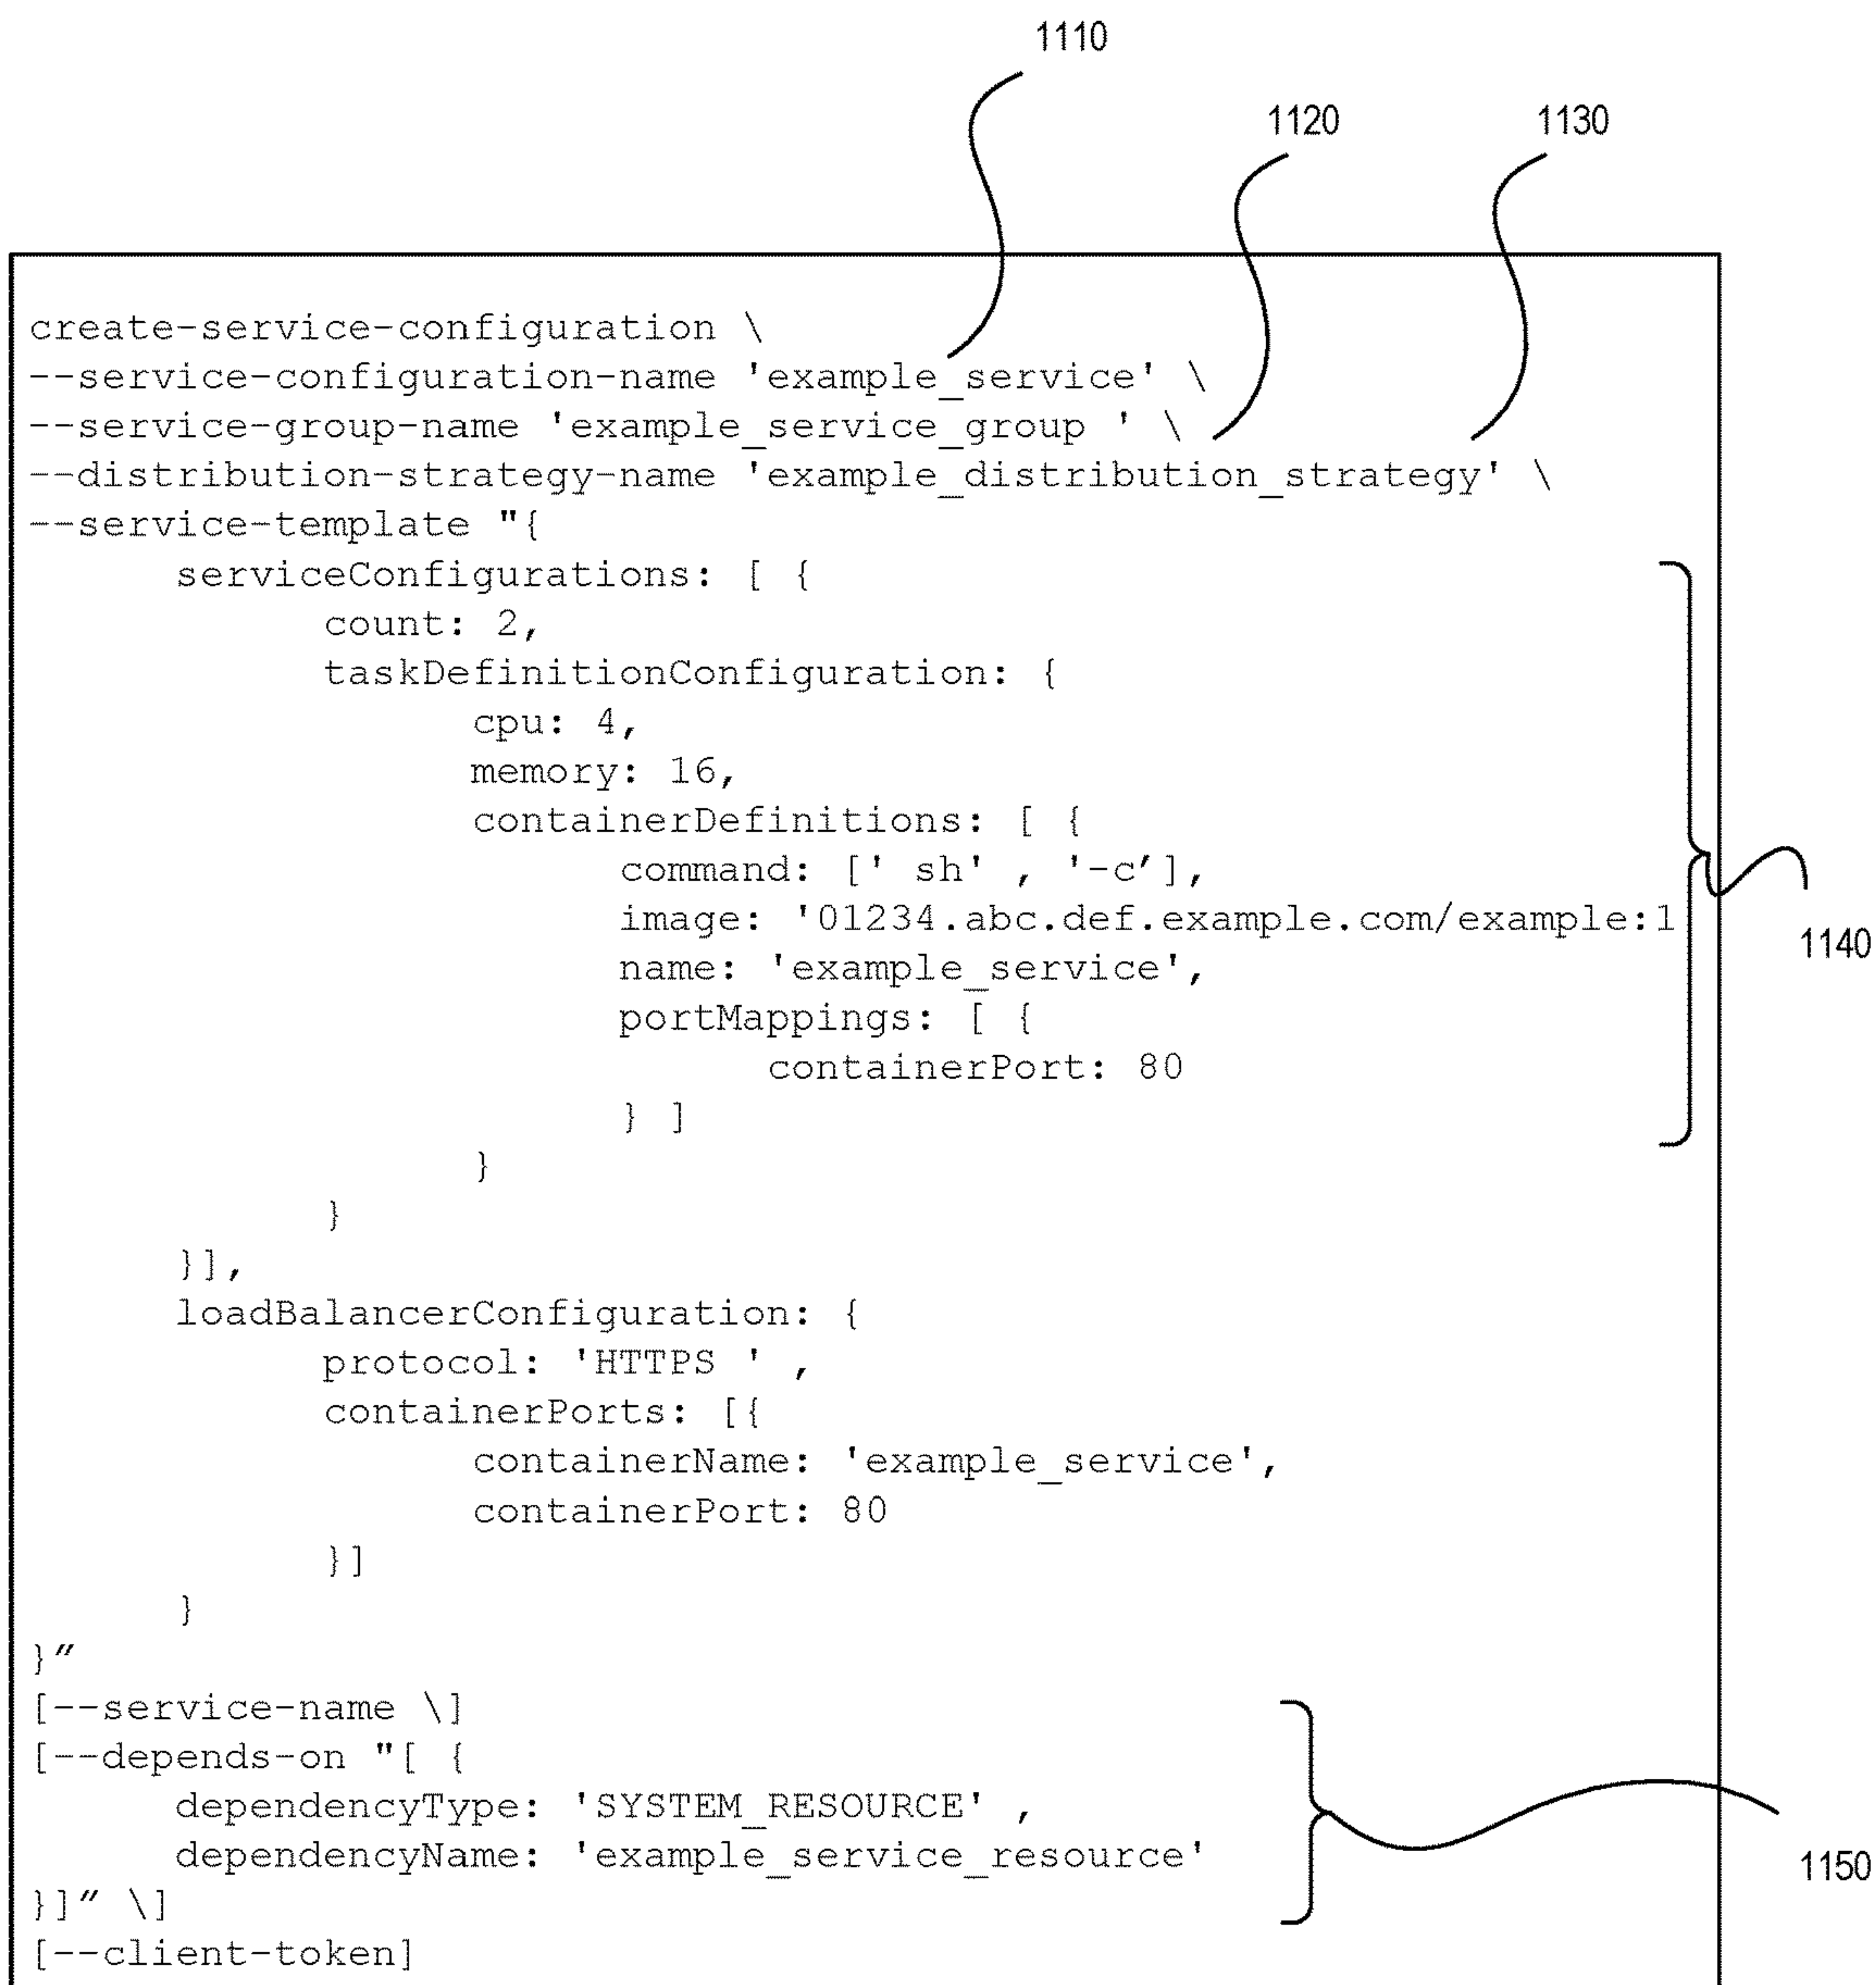 1110
1120
1130
create-service-configuration \
--service-configuration-name 'example_service' \
--service-group-name 'example_service_group ' \
--distribution-strategy-name 'example_distribution_strategy' \
--service-template "{
serviceConfigurations: [ {
count: 2,
taskDefinitionConfiguration: {
cpu: 4,
memory: 16,
containerDefinitions: [ {
command: [' sh' , '-c’],
image: '01234.abc.def.example.com/example:1
name: 'example_service',
portMappings: [ {
containerPort: 80
} ]
}
}
}],
loadBalancerConfiguration: {
protocol: 'HTTPS ' ,
containerPorts: [{
containerName: 'example_service',
containerPort: 80
}]
}
}”
[--service-name \]
[--depends-on "[ {
dependencyType: 'SYSTEM_RESOURCE' ,
dependencyName: 'example_service_resource'
}]” \]
[--client-token]
1140
1150